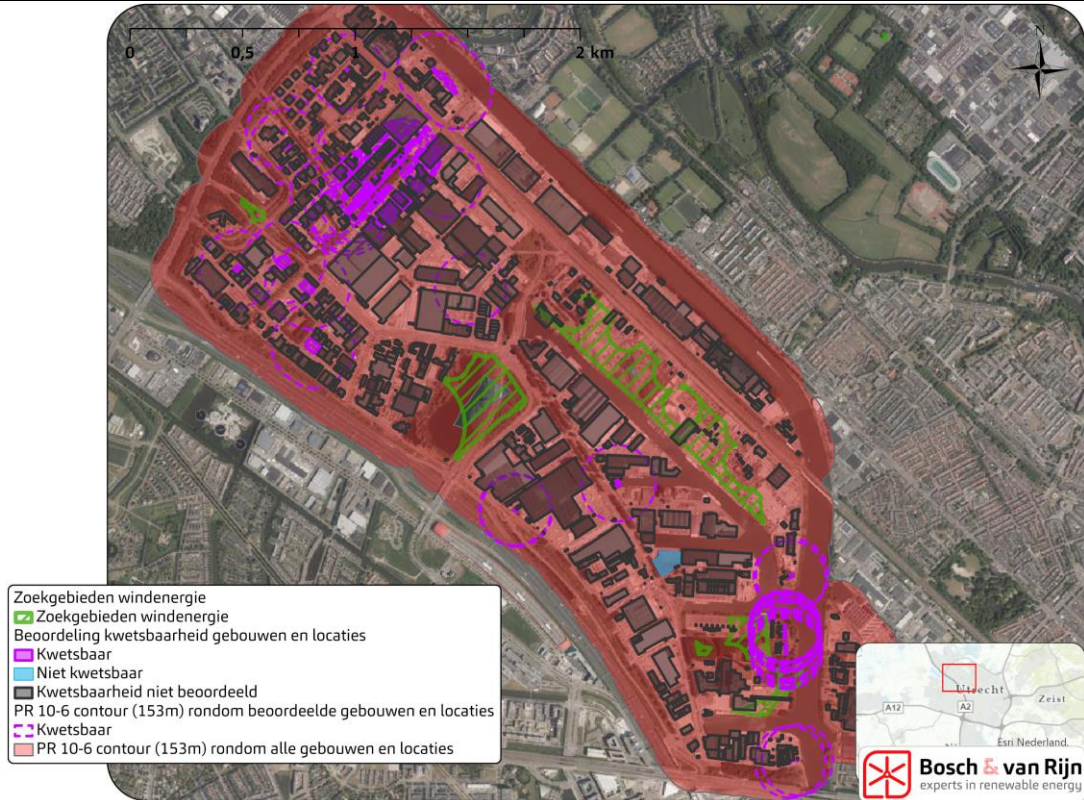 0 0,5 1 2 km
N
Zoekgebieden windenergie
Zoekgebieden windenergie
Beoordeling kwetsbaarheid gebouwen en locaties
Kwetsbaar
Niet kwetsbaar
Kwetsbaarheid niet beoordeeld
PR 10-6 contour (153m) rondom beoordeelde gebouwen en locaties
Kwetsbaar
PR 10-6 contour (153m) rondom alle gebouwen en locaties
Utrecht
Zeist
A12
A2
Esri Nederland,
Bosch & van Rijn
experts in renewable energy